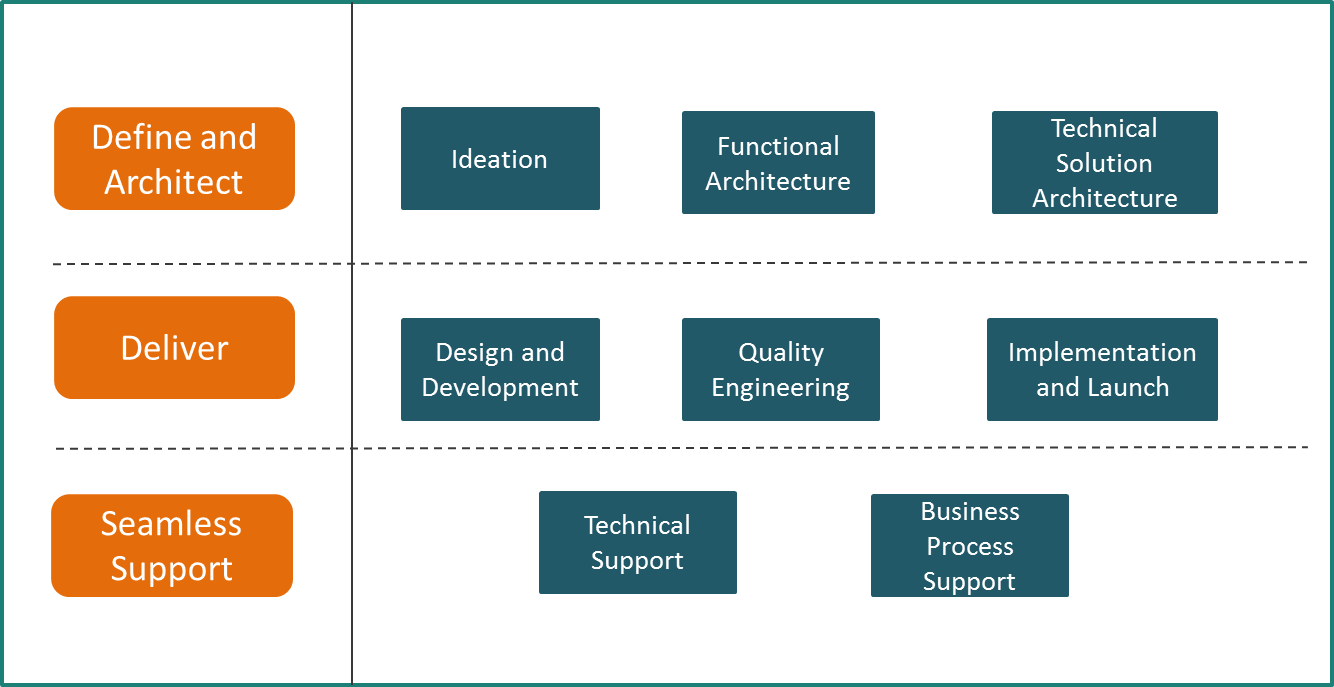 Define and
Architect
Ideation
Functional
Architecture
Technical
Solution
Architecture
Deliver
Design and
Development
Quality
Engineering
Implementation
and Launch
Seamless
Support
Technical
Support
Business
Process
Support